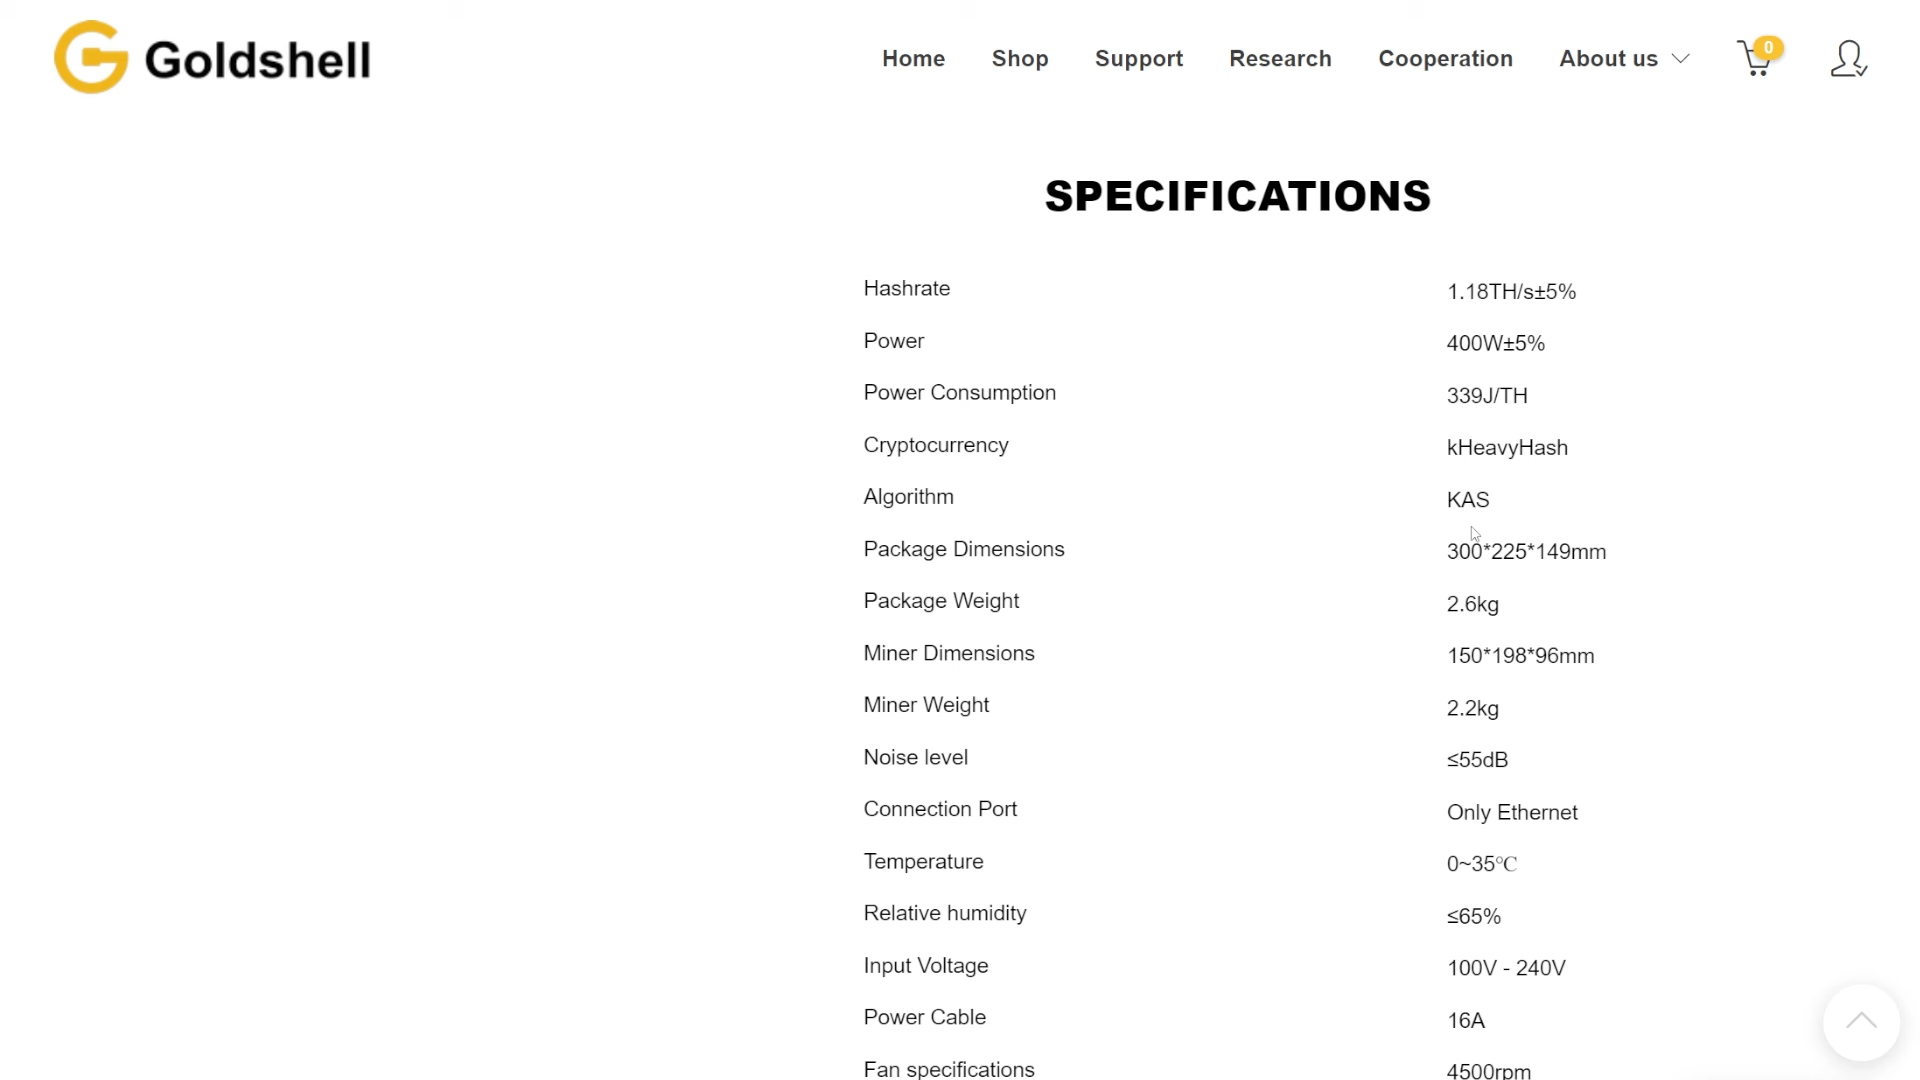 Goldshell
Home Shop Support Research Cooperation About us 0
SPECIFICATIONS
Hashrate 1.18TH/s±5%
Power 400W±5%
Power Consumption 339J/TH
Cryptocurrency kHeavyHash
Algorithm KAS
Package Dimensions 300*225*149mm
Package Weight 2.6kg
Miner Dimensions 150*198*96mm
Miner Weight 2.2kg
Noise level ≤55dB
Connection Port Only Ethernet
Temperature 0~35℃
Relative humidity ≤65%
Input Voltage 100V - 240V
Power Cable 16A
Fan specifications 4500rpm